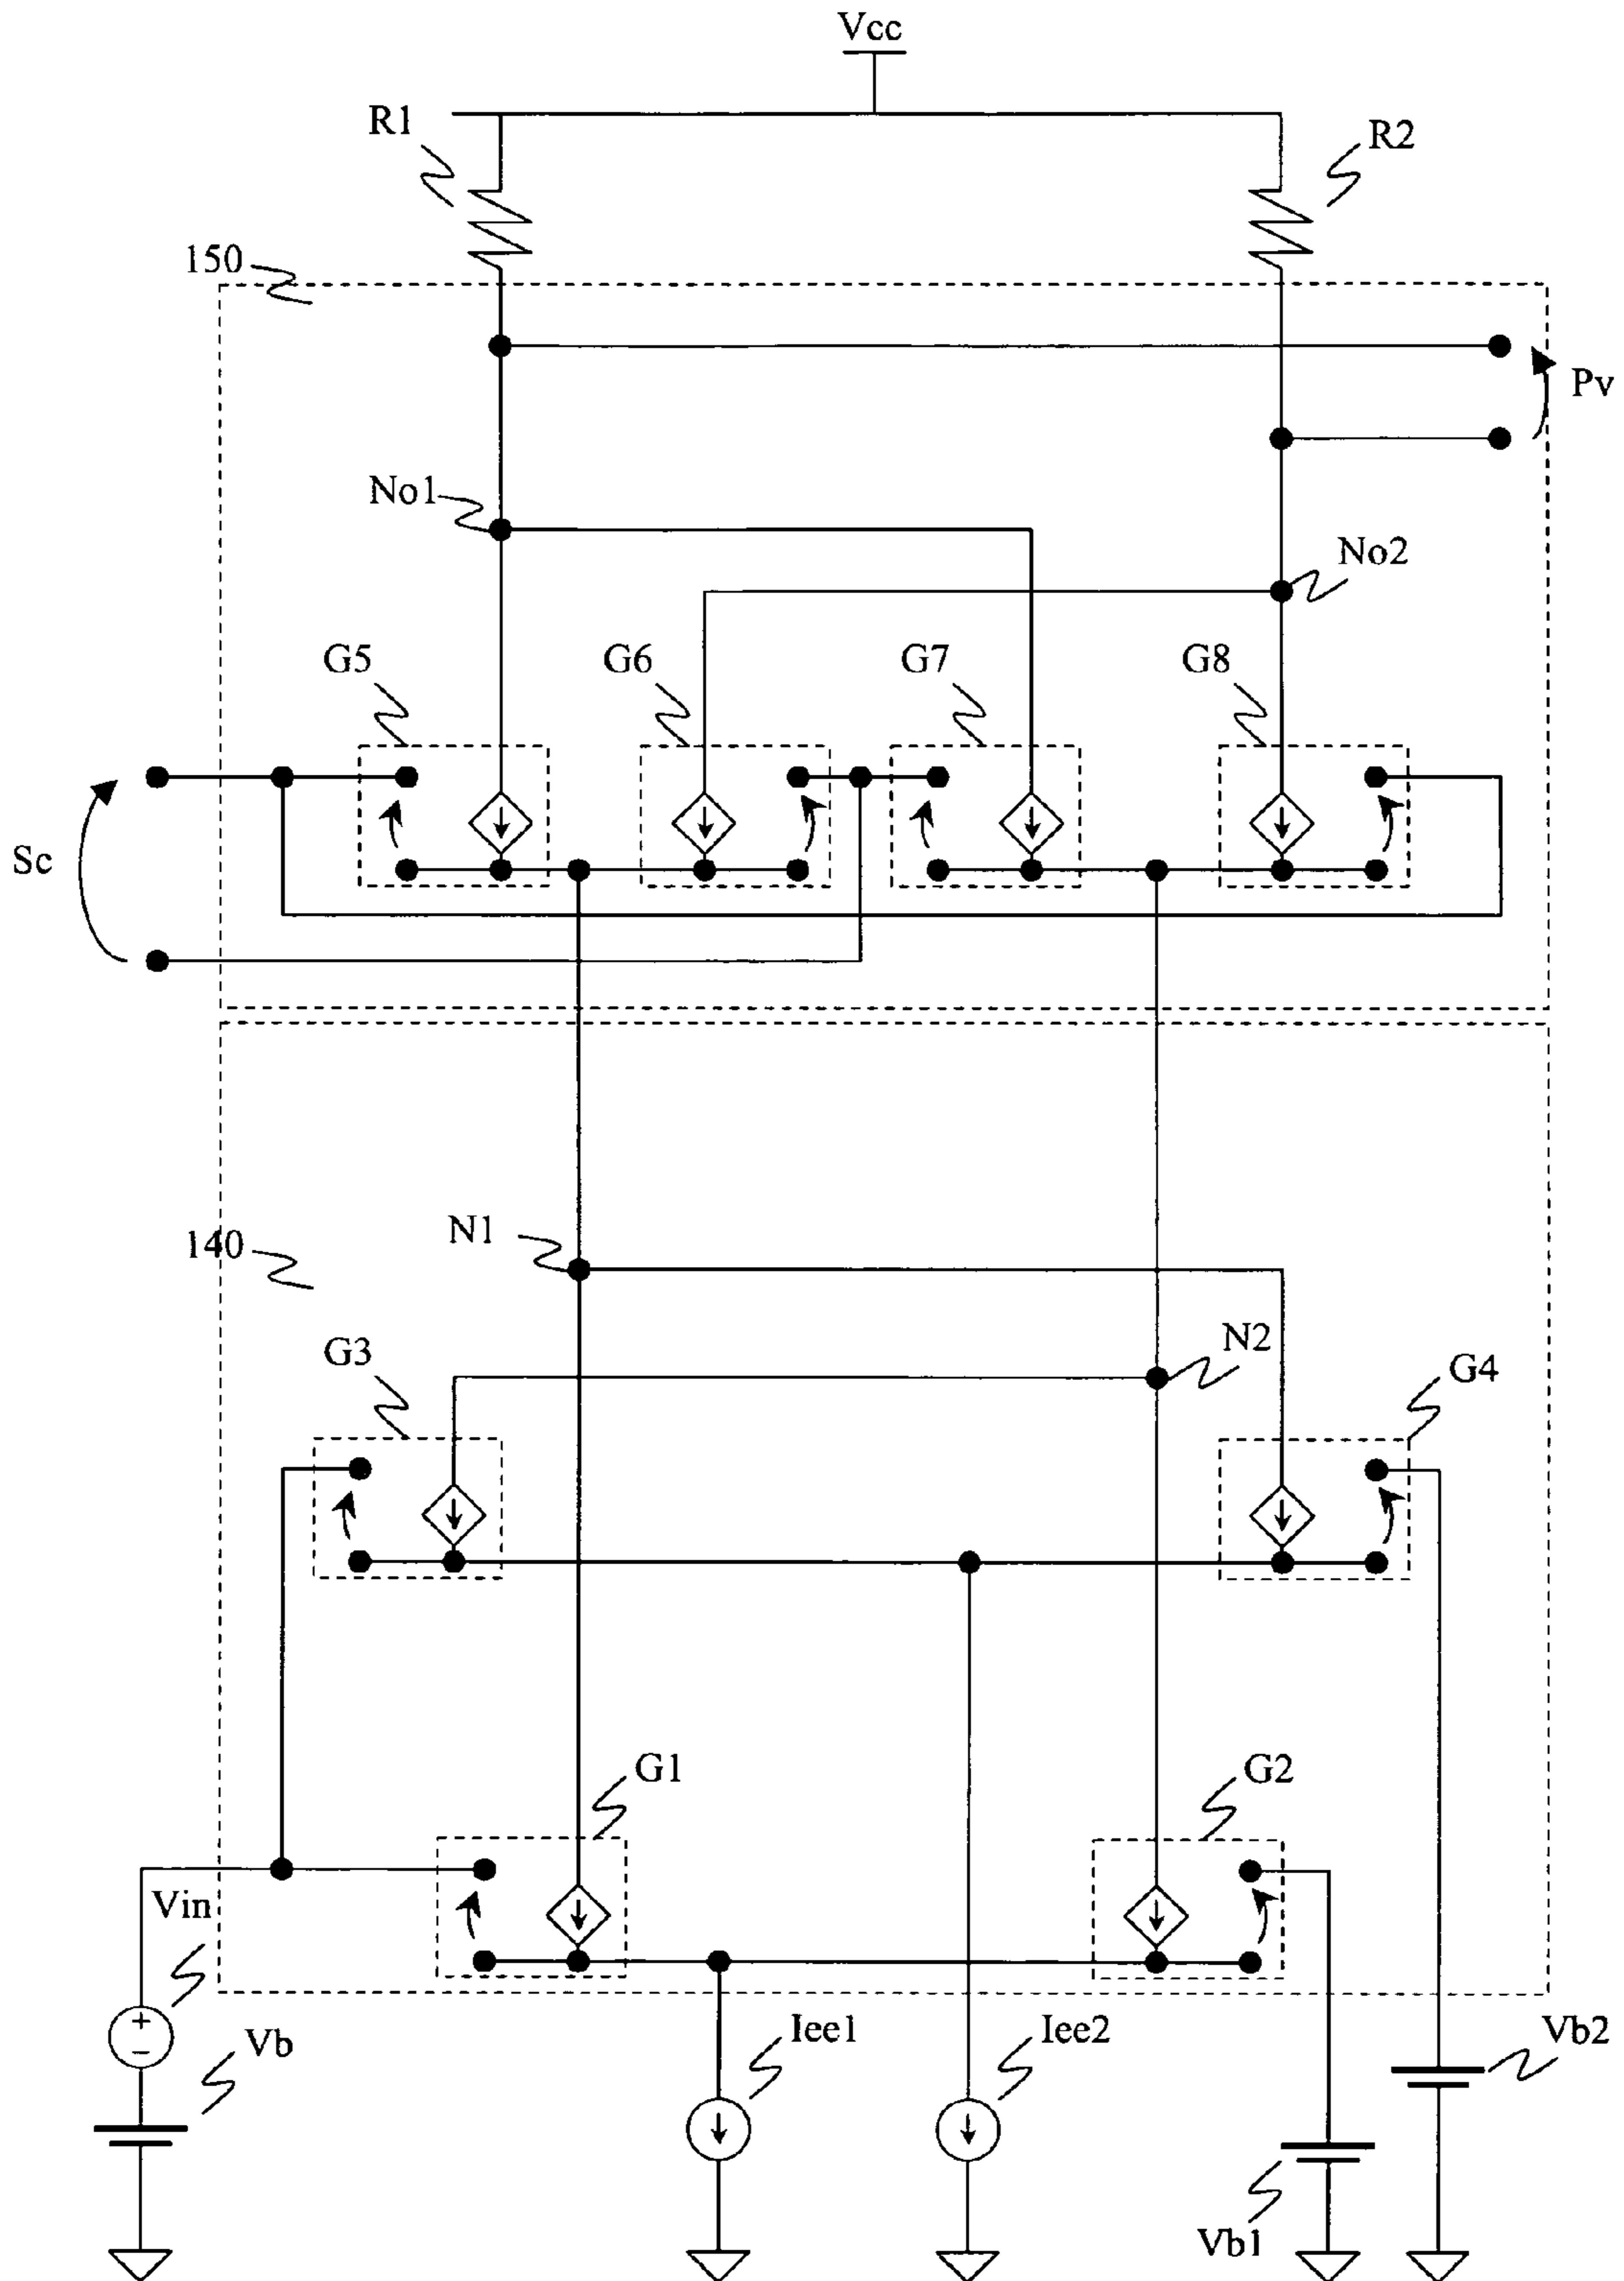 Vcc
R1
R2
150
Pv
No1
No2
G5
G6
G7
G8
Sc
N1
140
G3
N2
G4
G1
G2
Vin
+
−
Vb
Iee1
Iee2
Vb2
Vb1